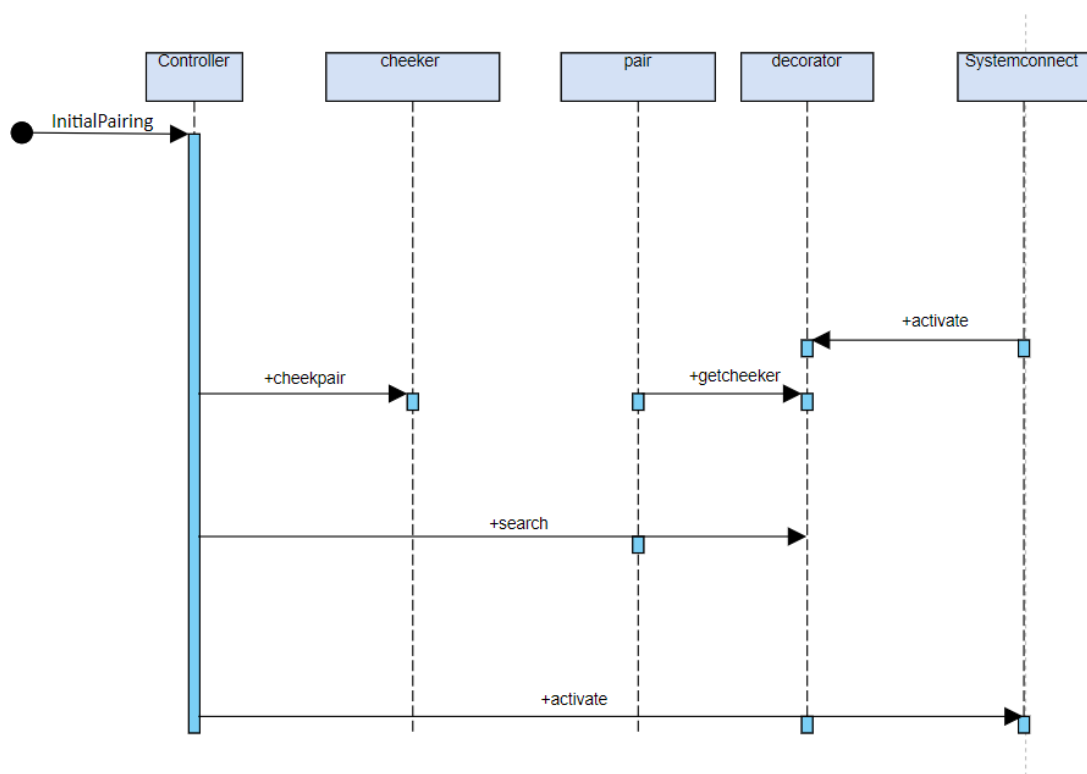 Controller
cheeker
pair
decorator
Systemconnect
InitialPairing
+activate
+cheekpair
+getcheeker
+search
+activate